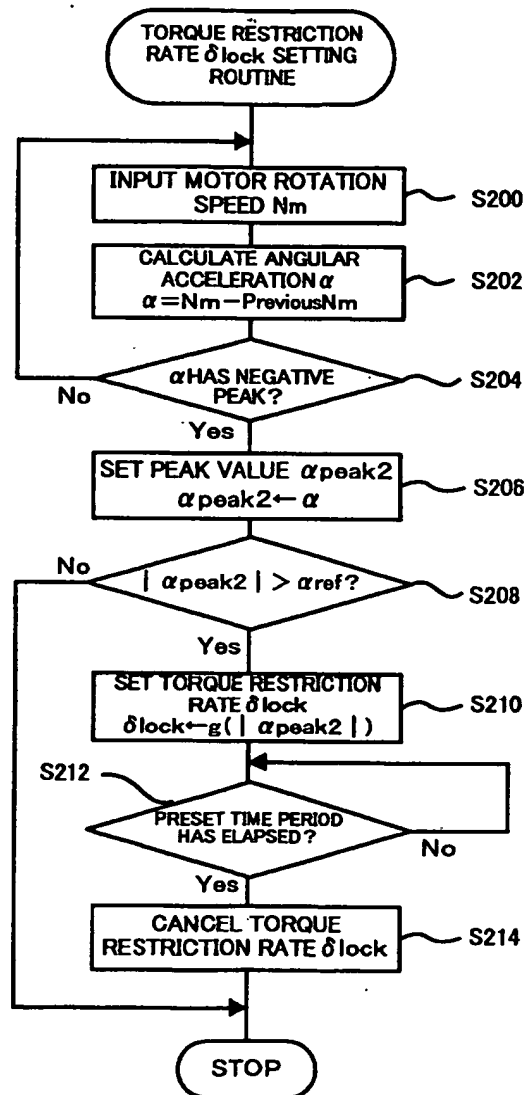 TORQUE RESTRICTION
RATE δlock SETTING
ROUTINE
INPUT MOTOR ROTATION
SPEED Nm
S200
CALCULATE ANGULAR
ACCELERATION α
α=Nm-PreviousNm
S202
α HAS NEGATIVE
PEAK?
S204
No
Yes
SET PEAK VALUE αpeak2
αpeak2← α
S206
No
| αpeak2 | > αref?
S208
Yes
SET TORQUE RESTRICTION
RATE δlock
δlock←g(| αpeak2 |)
S210
S212
PRESET TIME PERIOD
HAS ELAPSED?
No
Yes
CANCEL TORQUE
RESTRICTION RATE δlock
S214
STOP